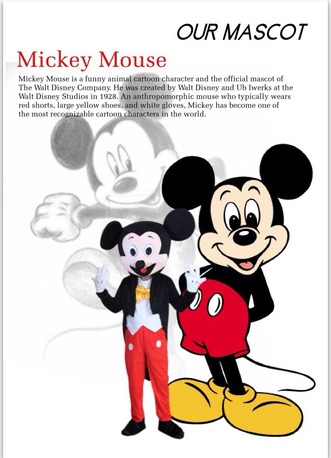 OUR MASCOT
Mickey Mouse
Mickey Mouse is a funny animal cartoon character and the official mascot of
The Walt Disney Company. He was created by Walt Disney and Ub Iwerks at the
Walt Disney Studios in 1928. An anthropomorphic mouse who typically wears
red shorts, large yellow shoes, and white gloves, Mickey has become one of
the most recognizable cartoon characters in the world.